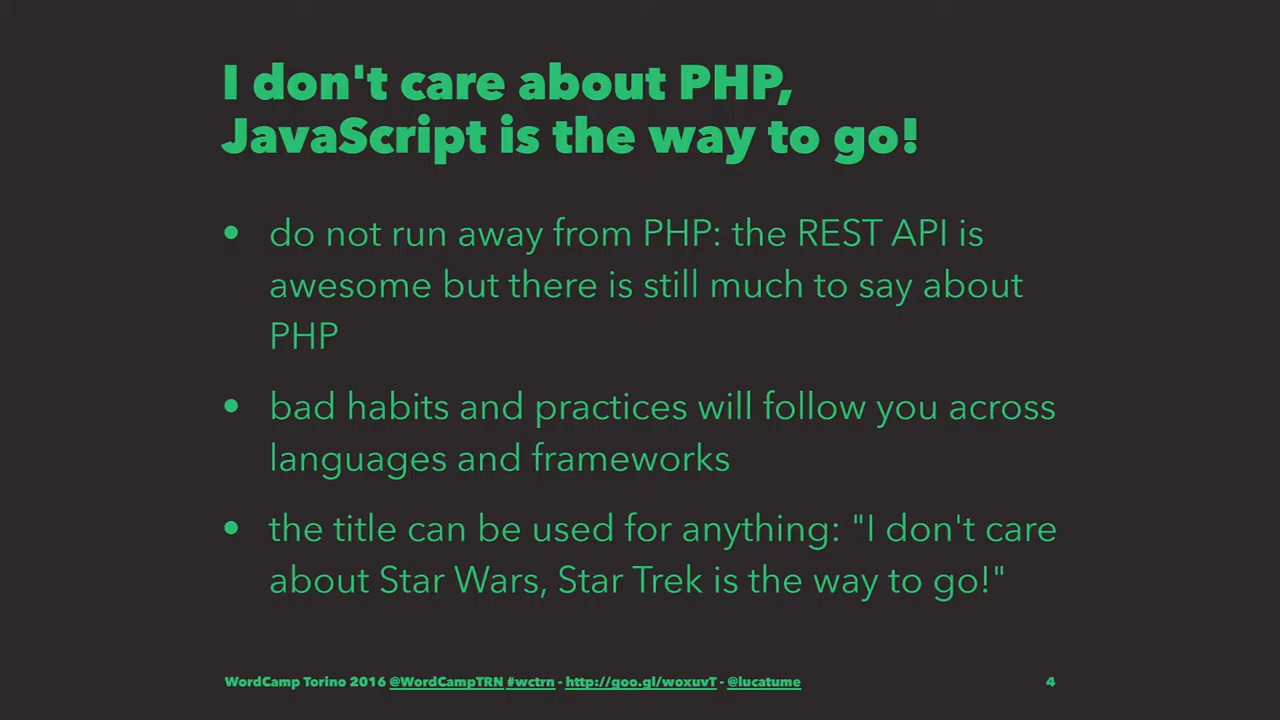 I don't care about PHP,
JavaScript is the way to go!
• do not run away from PHP: the REST API is
awesome but there is still much to say about
PHP
• bad habits and practices will follow you across
languages and frameworks
• the title can be used for anything: "I don't care
about Star Wars, Star Trek is the way to go!"
WordCamp Torino 2016 @WordCampTRN #wctrn - http://goo.gl/woxuvT - @lucatume 4